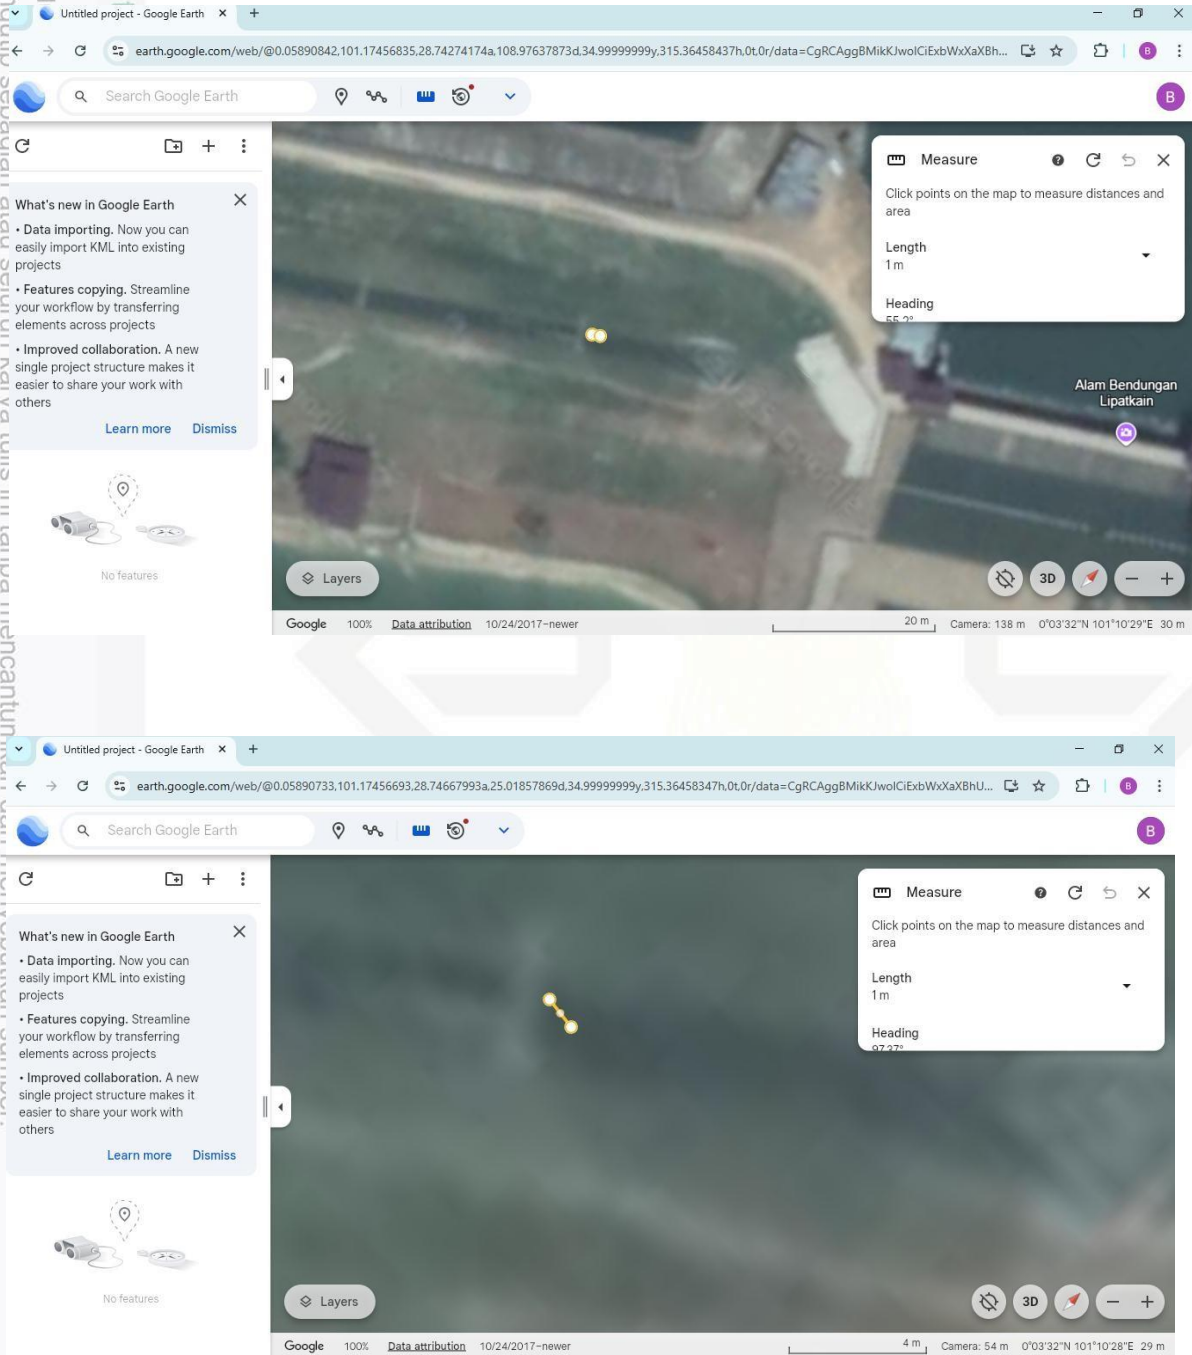 Untitled project - Google Earth
earth.google.com/web/@0.05890842,101.17456835,28.74274174a,108.97637873d,34.99999999y,315.36458437h,0t,0r/data=CgRCAggBMikKJwolCiExbWxXaXBh...
B
Search Google Earth
B
Measure
Click points on the map to measure distances and
area
Length
1 m
Heading
55.2°
What's new in Google Earth
• Data importing. Now you can
easily import KML into existing
projects
• Features copying. Streamline
your workflow by transferring
elements across projects
• Improved collaboration. A new
single project structure makes it
easier to share your work with
others
Learn more Dismiss
No features
Alam Bendungan
Lipatkain
Layers
3D
Google 100% Data attribution 10/24/2017-newer 20 m Camera: 138 m 0°03'32"N 101°10'29"E 30 m
Untitled project - Google Earth
earth.google.com/web/@0.05890733,101.17456693,28.74667993a,25.01857869d,34.99999999y,315.36458347h,0t,0r/data=CgRCAggBMikKJwolCiExbWxXaXBhU...
B
Search Google Earth
B
Measure
Click points on the map to measure distances and
area
Length
1 m
Heading
97.37°
What's new in Google Earth
• Data importing. Now you can
easily import KML into existing
projects
• Features copying. Streamline
your workflow by transferring
elements across projects
• Improved collaboration. A new
single project structure makes it
easier to share your work with
others
Learn more Dismiss
No features
Layers
3D
Google 100% Data attribution 10/24/2017-newer 4 m Camera: 54 m 0°03'32"N 101°10'28"E 29 m